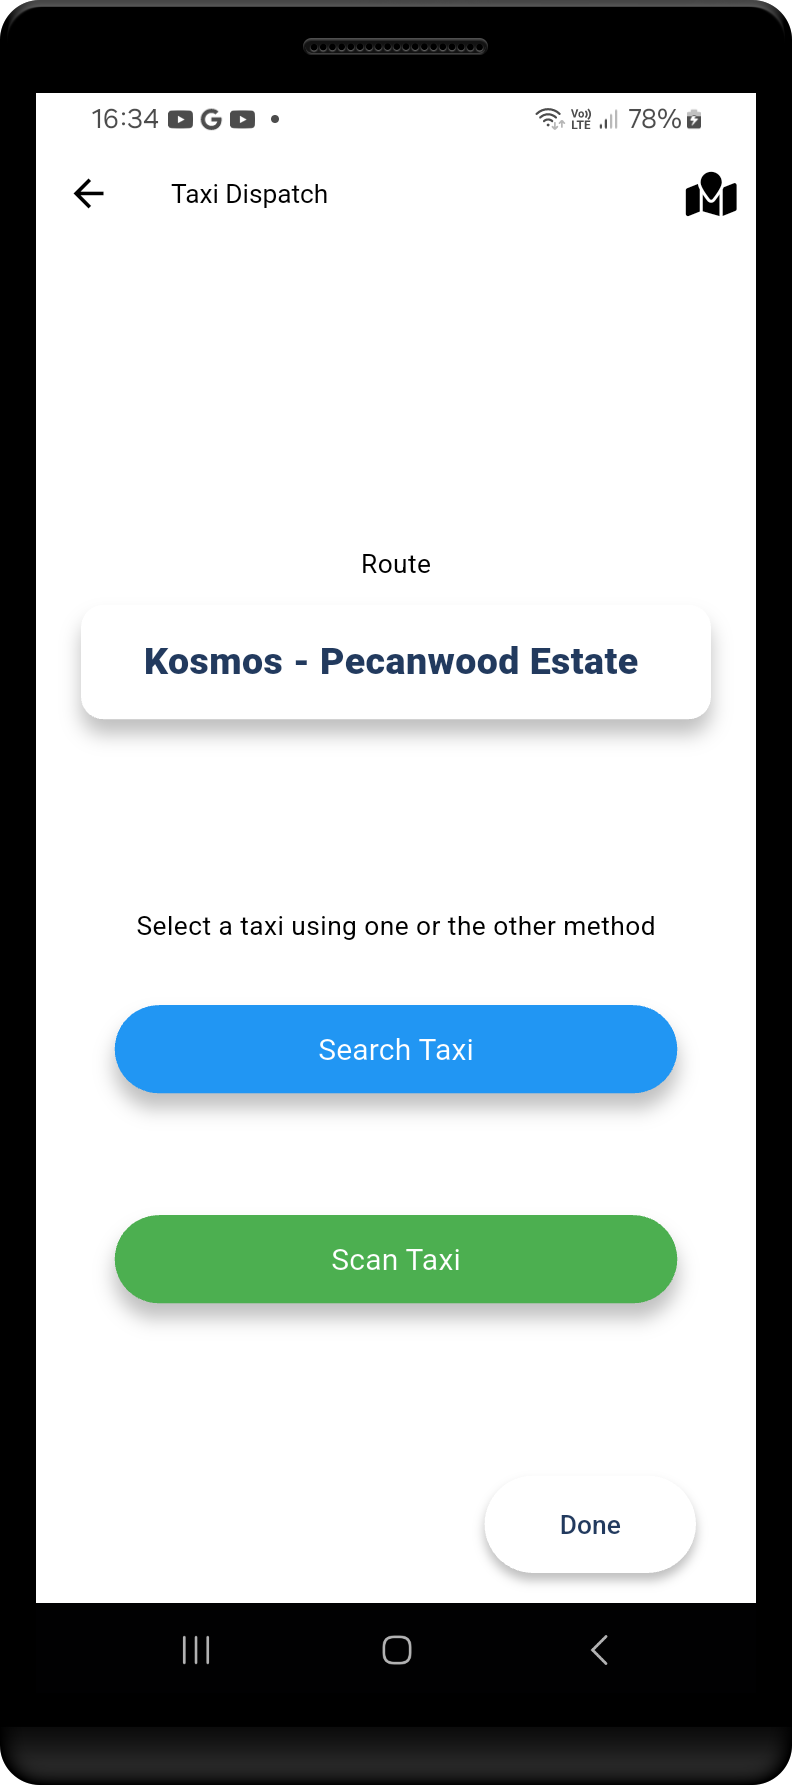 16:34
Vo)) LTE 78%
Taxi Dispatch
Route
Kosmos - Pecanwood Estate
Select a taxi using one or the other method
Search Taxi
Scan Taxi
Done